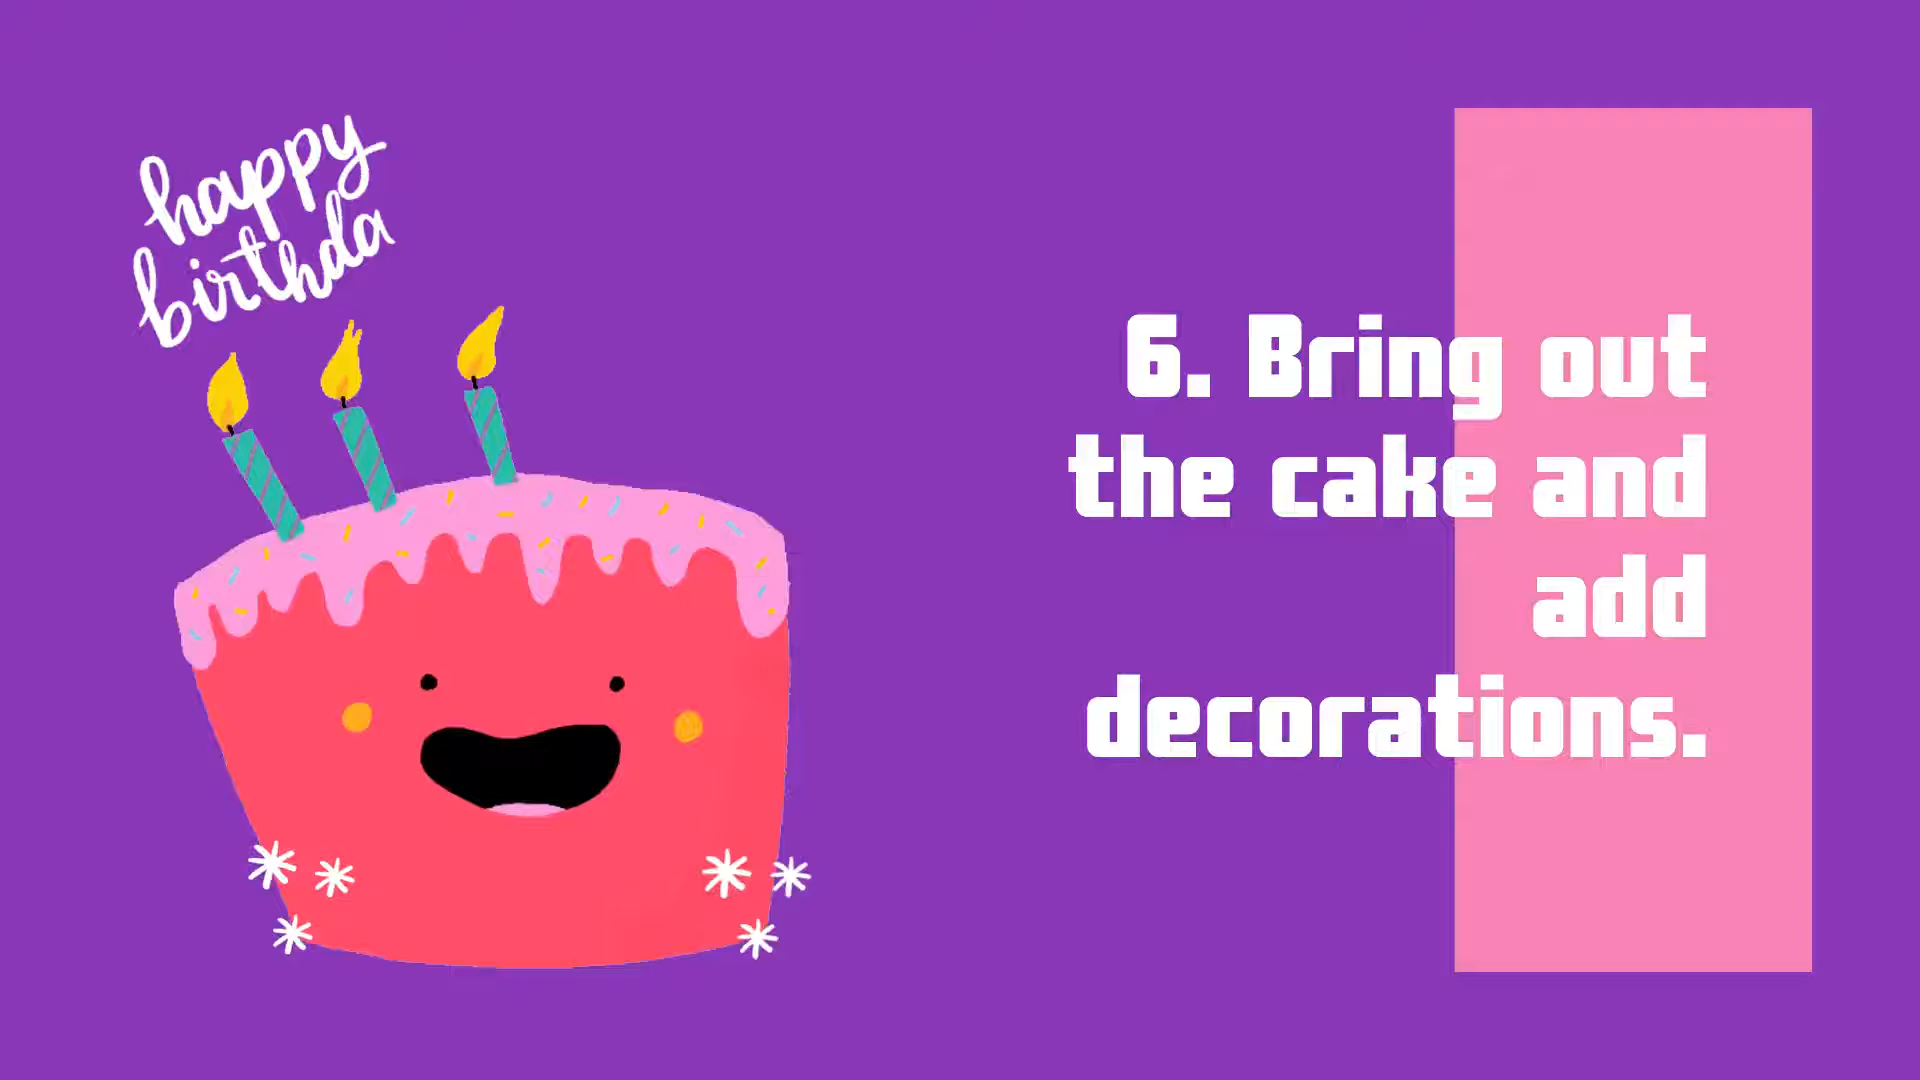 happy
birthda
6. Bring out
the cake and
add
decorations.